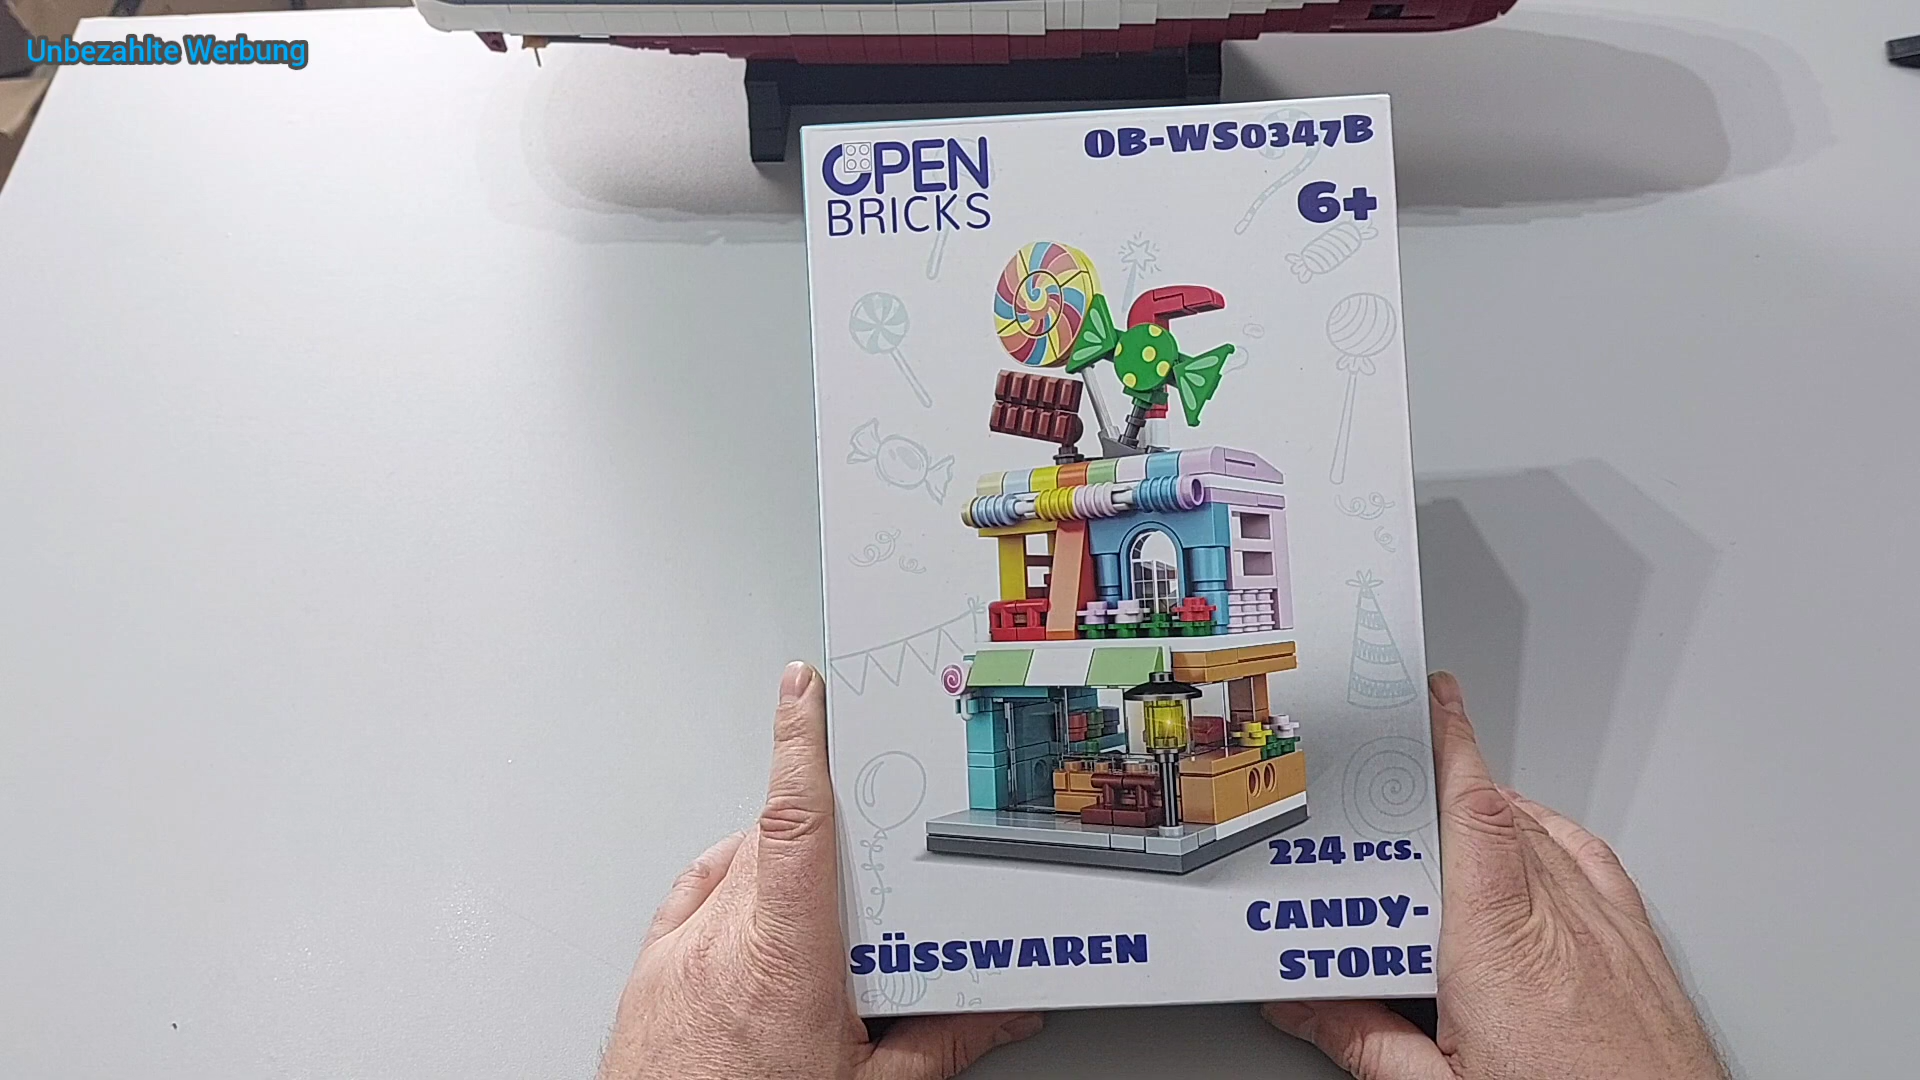 Unbezahlte Werbung
OPEN
BRICKS
OB-WS0347B
6+
224 PCS.
SÜSSWAREN
CANDY-
STORE